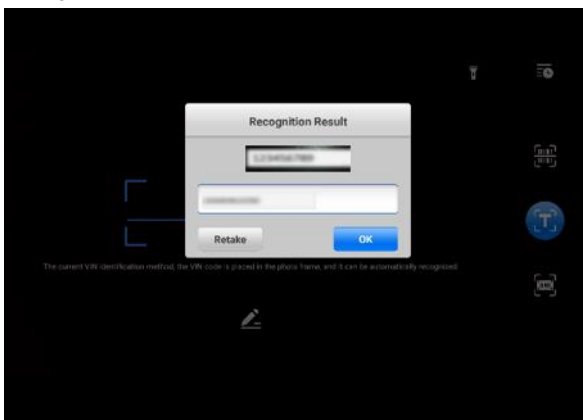 Recognition Result
123456789
Retake
OK
The current VIN identification method, the VIN code is placed in the photo frame, and it can be automatically recognized.